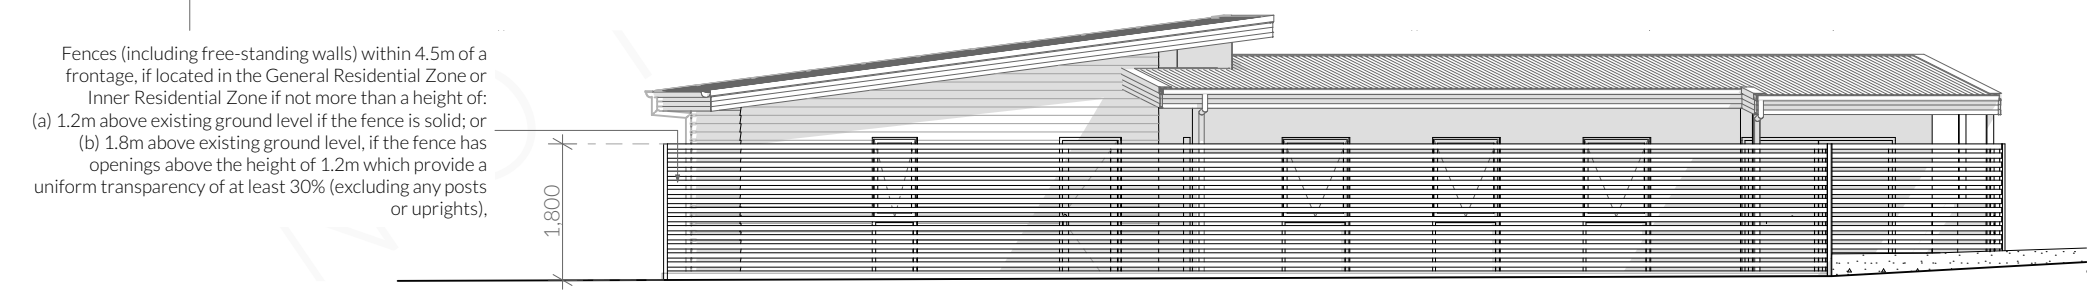 Fences (including free-standing walls) within 4.5m of a
frontage, if located in the General Residential Zone or
Inner Residential Zone if not more than a height of:
(a) 1.2m above existing ground level if the fence is solid; or
(b) 1.8m above existing ground level, if the fence has
openings above the height of 1.2m which provide a
uniform transparency of at least 30% (excluding any posts
or uprights),
1,800